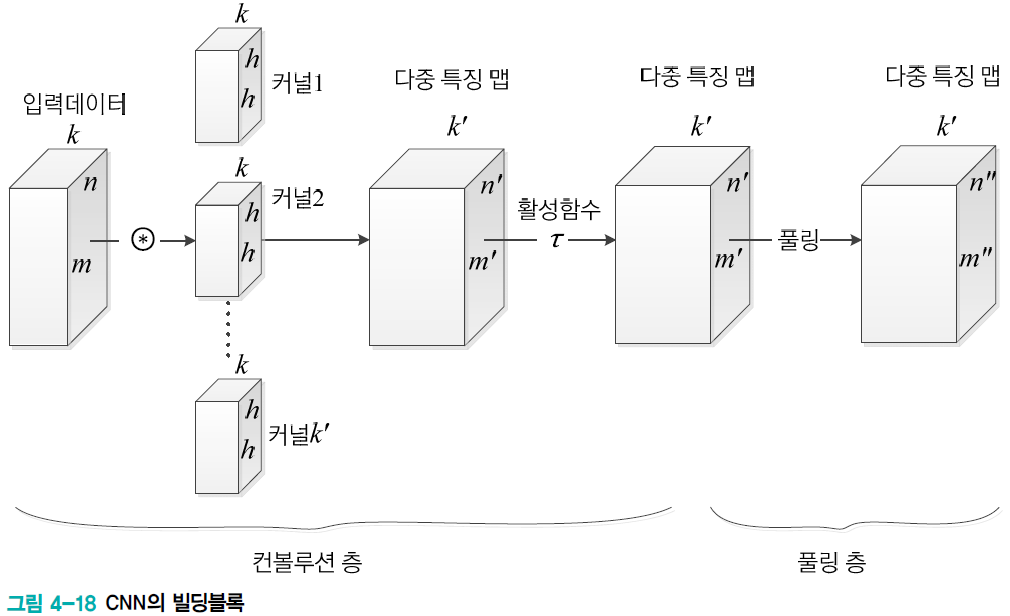 입력데이터
k
n
m
⊛
k
h
h
커널1
k
h
h
커널2
k
h
h
커널k′
다중 특징 맵
k′
n′
m′
활성함수
τ
다중 특징 맵
k′
n′
m′
풀링
다중 특징 맵
k′
n″
m″
컨볼루션 층
풀링 층
그림 4-18 CNN의 빌딩블록